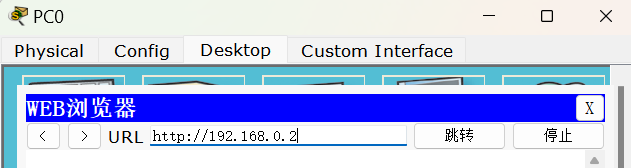 PC0
Physical Config Desktop Custom Interface
WEB浏览器 X
< > URL http://192.168.0.2 跳转 停止